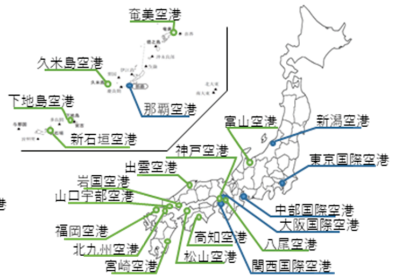 奄美空港
久米島空港
那覇空港
下地島空港
新石垣空港
富山空港
新潟空港
神戸空港
出雲空港
東京国際空港
岩国空港
山口宇部空港
中部国際空港
大阪国際空港
福岡空港
高知空港
八尾空港
北九州空港
松山空港
宮崎空港
関西国際空港
港